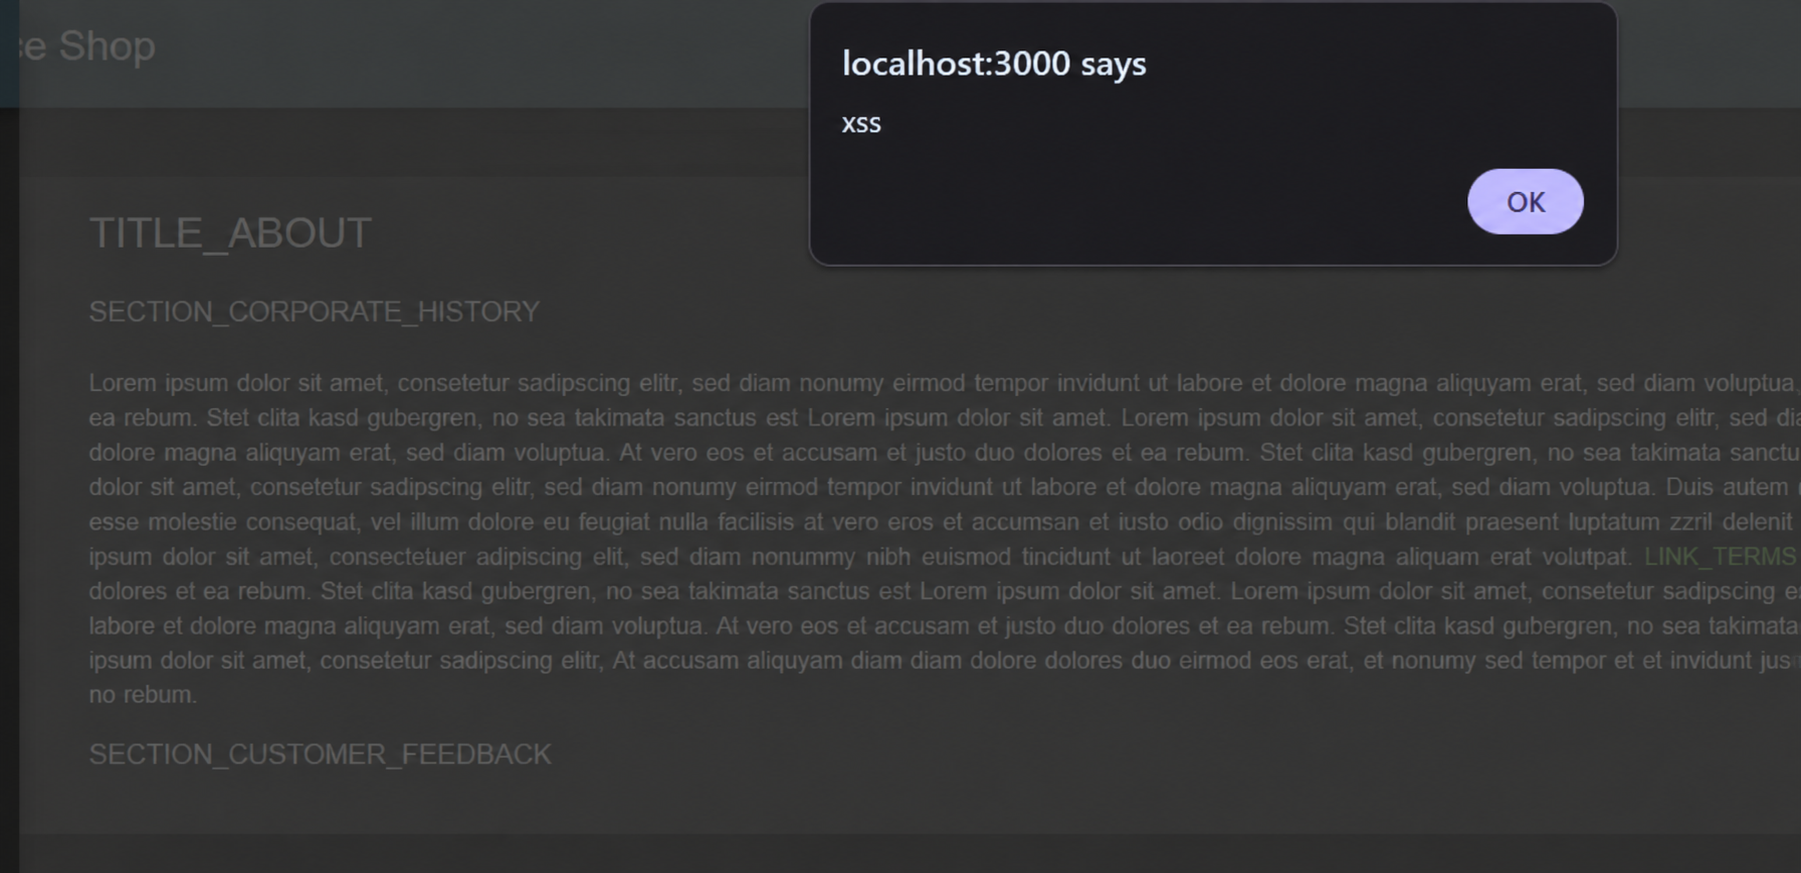 ce Shop
localhost:3000 says
xss
OK
TITLE_ABOUT
SECTION_CORPORATE_HISTORY
Lorem ipsum dolor sit amet, consetetur sadipscing elitr, sed diam nonumy eirmod tempor invidunt ut labore et dolore magna aliquyam erat, sed diam voluptua,
ea rebum. Stet clita kasd gubergren, no sea takimata sanctus est Lorem ipsum dolor sit amet. Lorem ipsum dolor sit amet, consetetur sadipscing elitr, sed dia
dolore magna aliquyam erat, sed diam voluptua. At vero eos et accusam et justo duo dolores et ea rebum. Stet clita kasd gubergren, no sea takimata sanctu
dolor sit amet, consetetur sadipscing elitr, sed diam nonumy eirmod tempor invidunt ut labore et dolore magna aliquyam erat, sed diam voluptua. Duis autem
esse molestie consequat, vel illum dolore eu feugiat nulla facilisis at vero eros et accumsan et iusto odio dignissim qui blandit praesent luptatum zzril delenit
ipsum dolor sit amet, consectetuer adipiscing elit, sed diam nonummy nibh euismod tincidunt ut laoreet dolore magna aliquam erat volutpat. LINK_TERMS
dolores et ea rebum. Stet clita kasd gubergren, no sea takimata sanctus est Lorem ipsum dolor sit amet. Lorem ipsum dolor sit amet, consetetur sadipscing e
labore et dolore magna aliquyam erat, sed diam voluptua. At vero eos et accusam et justo duo dolores et ea rebum. Stet clita kasd gubergren, no sea takimata
ipsum dolor sit amet, consetetur sadipscing elitr, At accusam aliquyam diam diam dolore dolores duo eirmod eos erat, et nonumy sed tempor et et invidunt jus
no rebum.
SECTION_CUSTOMER_FEEDBACK